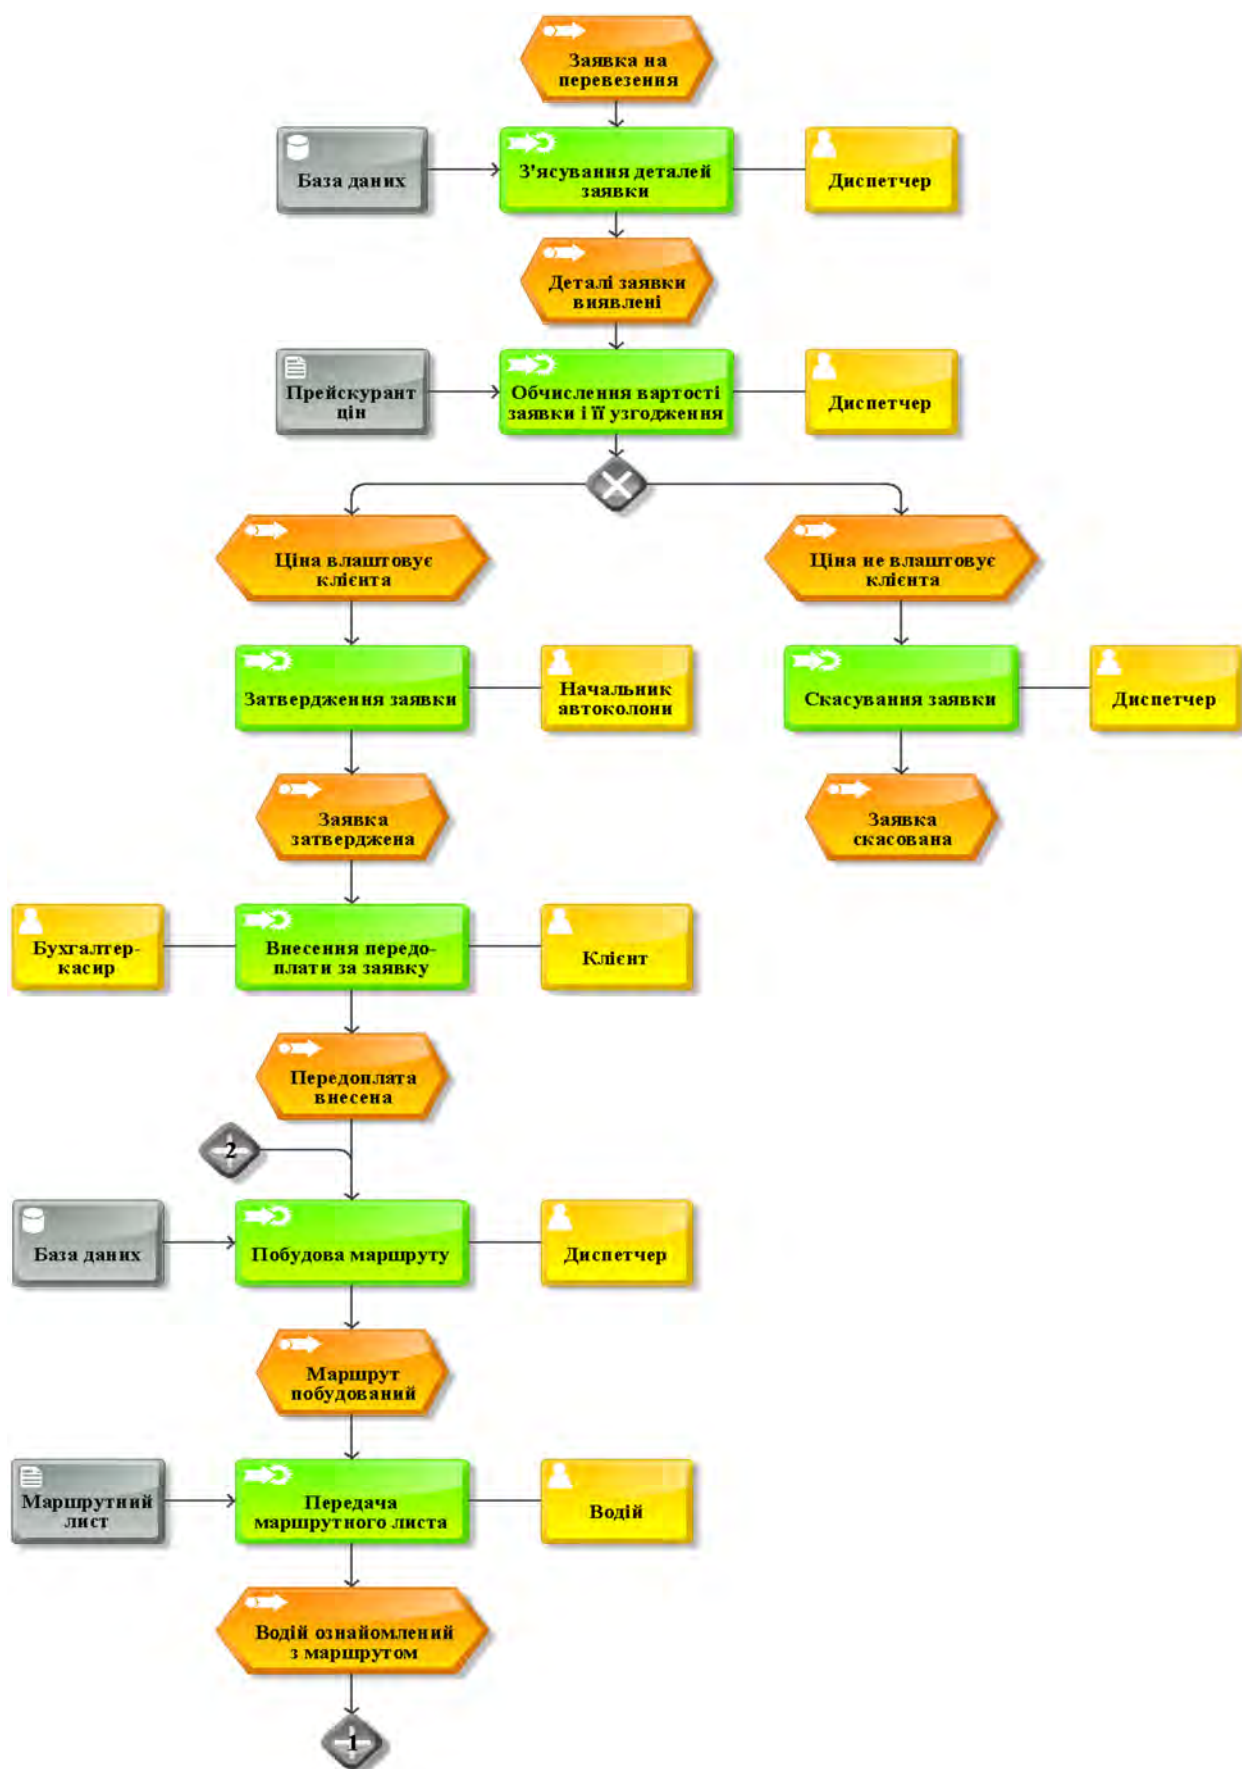 Заявка на
перевезення
База даних
З'ясування деталей
заявки
Диспетчер
Деталі заявки
виявлені
Прейскурант
цін
Обчислення вартості
заявки і її узгодження
Диспетчер
Ціна влаштовує
клієнта
Ціна не влаштовує
клієнта
Затвердження заявки
Начальник
автоколони
Скасування заявки
Диспетчер
Заявка
затверджена
Заявка
скасована
Бухгалтер-
касир
Внесення передо-
плати за заявку
Клієнт
Передоплата
внесена
2
База даних
Побудова маршруту
Диспетчер
Маршрут
побудований
Маршрутний
лист
Передача
маршрутного листа
Водій
Водій ознайомлений
з маршрутом
1